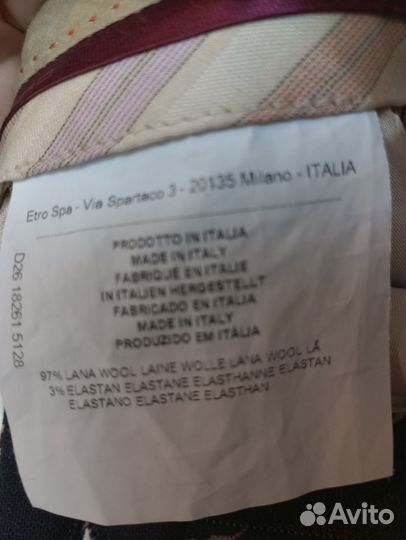 Etro Spa - Via Spartaco 3 - 20135 Milano - ITALIA
PRODOTTO IN ITALIA
MADE IN ITALY
FABRIQUE EN ITALIE
IN ITALIEN HERGESTELLT
FABRICADO EN ITALIA
MADE IN ITALY
PRODUZIDO EM ITÁLIA
97% LANA WOOL LAINE WOLLE LANA WOOL LÃ
3% ELASTAN ELASTANE ELASTHANNE ELASTAN
ELASTANO ELASTANE ELASTHAN
D26 18261 5128
Avito